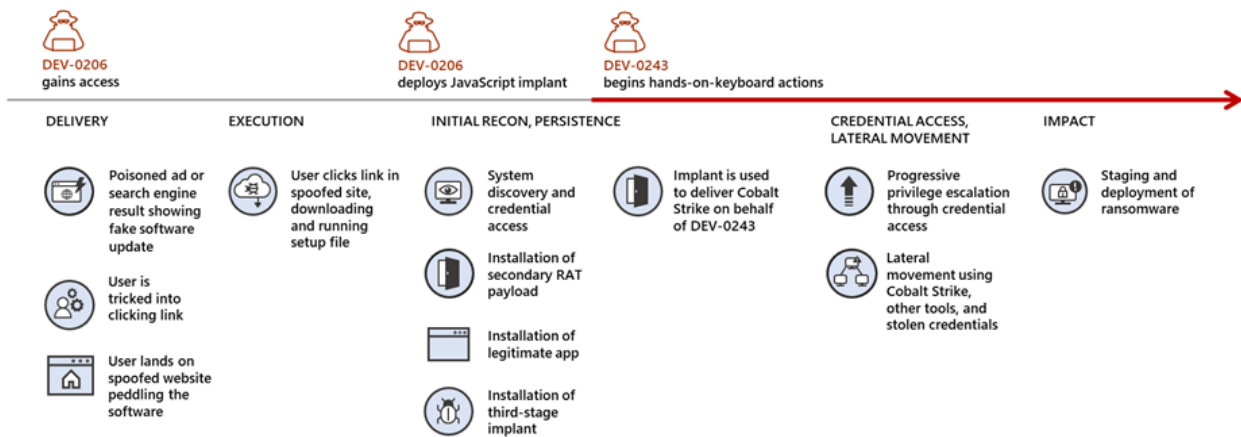 DEV-0206
gains access
DEV-0206
deploys JavaScript implant
DEV-0243
begins hands-on-keyboard actions
DELIVERY
Poisoned ad or
search engine
result showing
fake software
update
User is
tricked into
clicking link
User lands on
spoofed website
peddling the
software
EXECUTION
User clicks link in
spoofed site,
downloading
and running
setup file
INITIAL RECON, PERSISTENCE
System
discovery and
credential
access
Installation of
secondary RAT
payload
Installation of
legitimate app
Installation of
third-stage
implant
Implant is used
to deliver Cobalt
Strike on behalf
of DEV-0243
CREDENTIAL ACCESS,
LATERAL MOVEMENT
Progressive
privilege escalation
through credential
access
Lateral
movement using
Cobalt Strike,
other tools, and
stolen credentials
IMPACT
Staging and
deployment of
ransomware